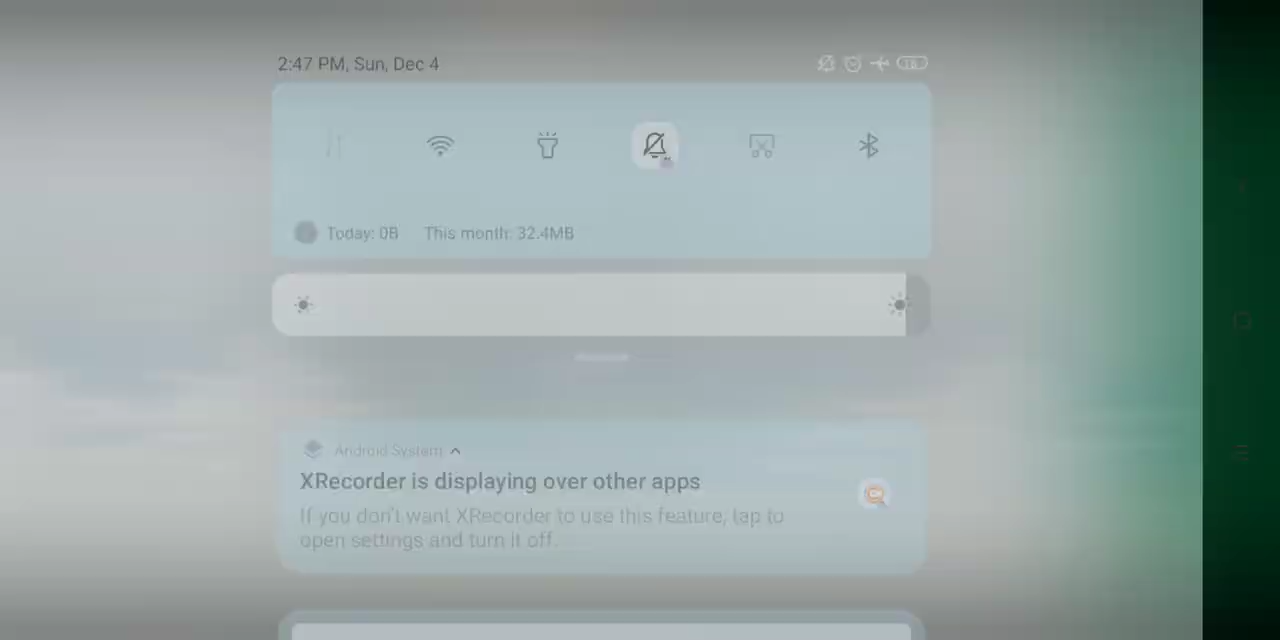 2:47 PM, Sun, Dec 4
Today: 0B This month: 32.4MB
Android System
XRecorder is displaying over other apps
If you don't want XRecorder to use this feature, tap to
open settings and turn it off.